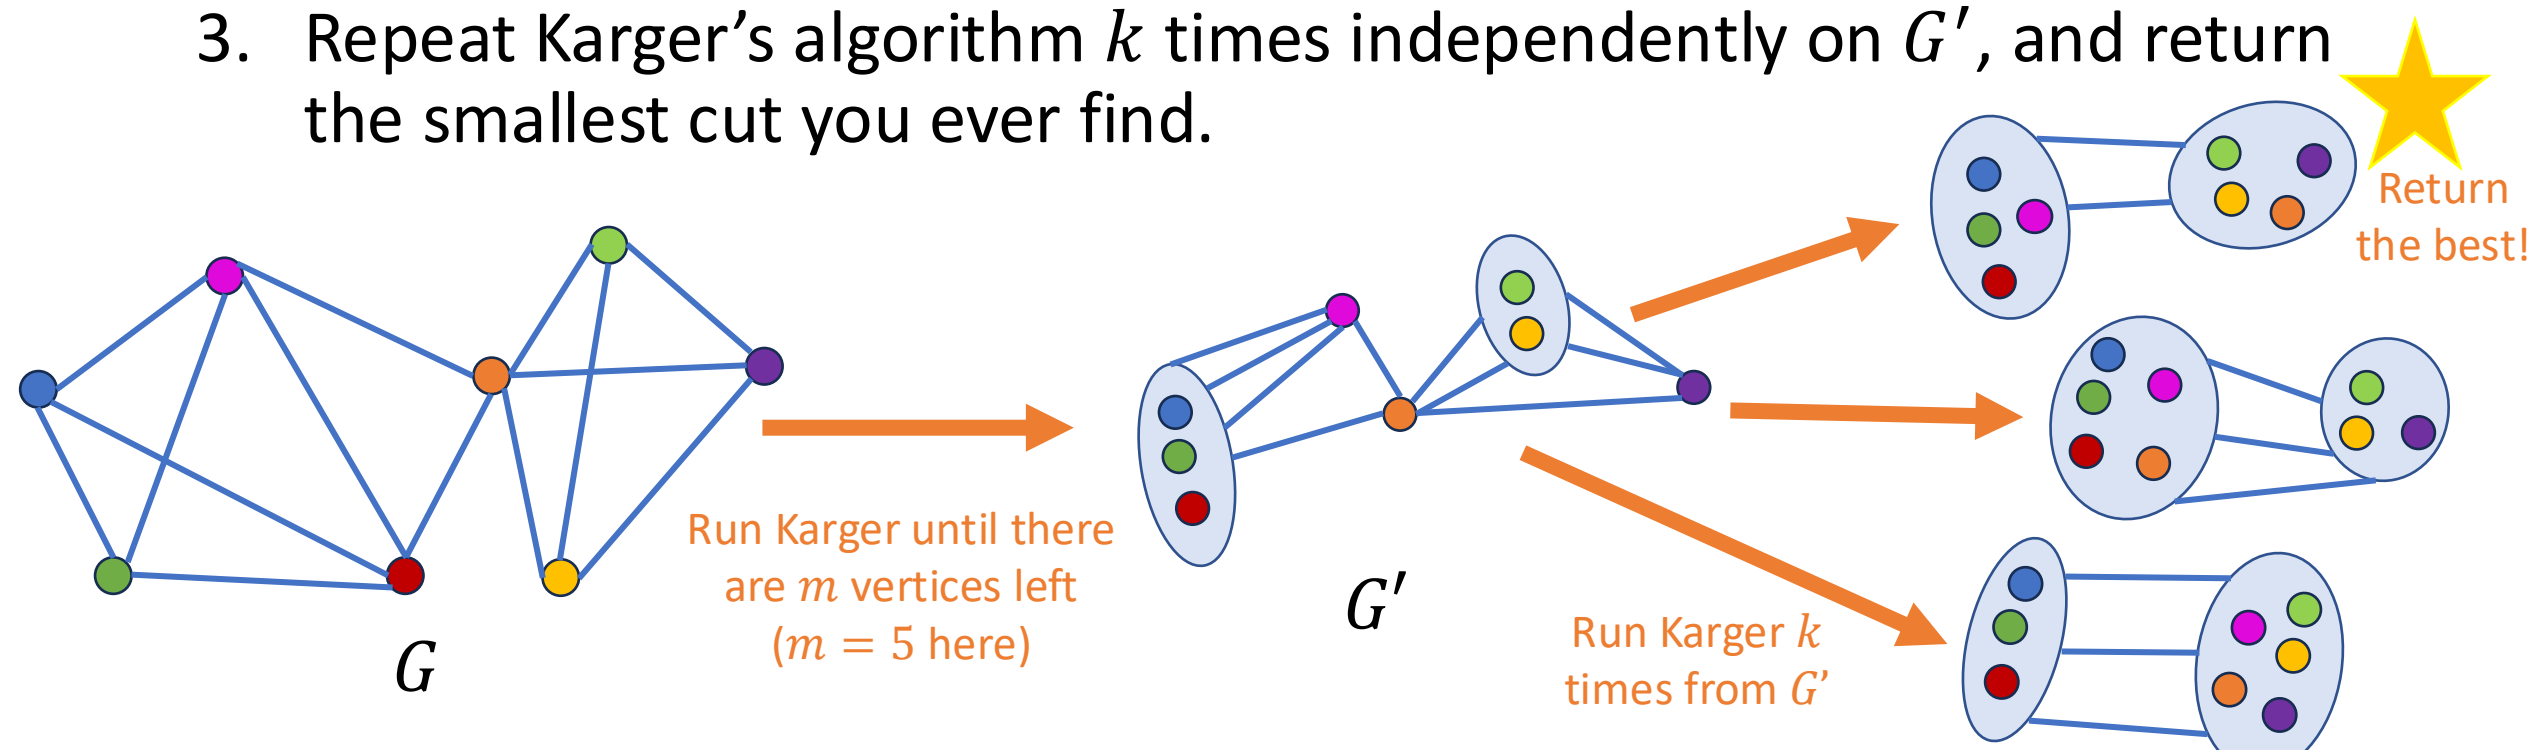 3. Repeat Karger’s algorithm k times independently on G′, and return
the smallest cut you ever find.
Return
the best!
Run Karger until there
are m vertices left
(m = 5 here)
G
G′
Run Karger k
times from G’